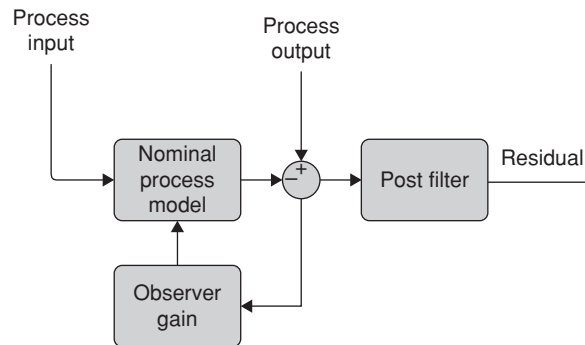 Process
input
Process
output
Nominal
process
model
− +
Post filter
Residual
Observer
gain